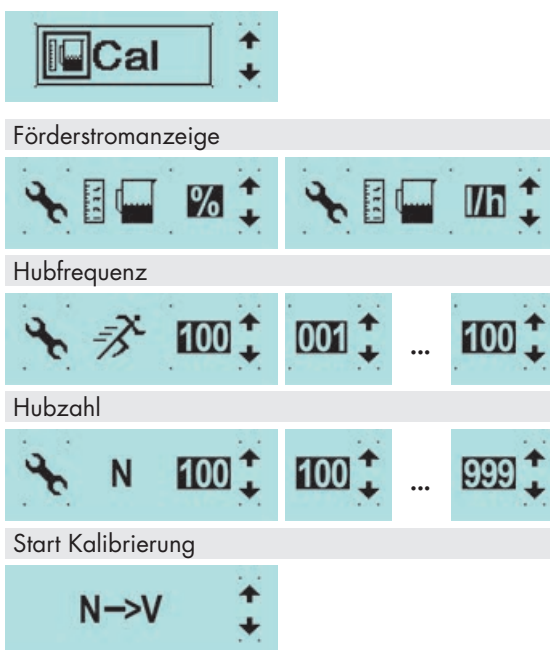 Cal
Förderstromanzeige
% l/h
Hubfrequenz
100 001 ... 100
Hubzahl
N 100 100 ... 999
Start Kalibrierung
N–>V